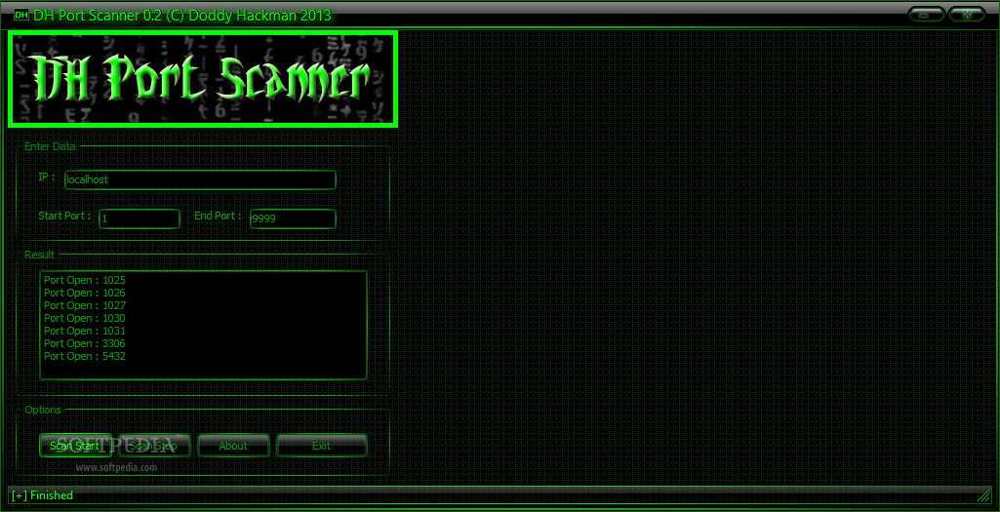 DH DH Port Scanner 0.2 (C) Doddy Hackman 2013
DH Port Scanner
Enter Data
IP : localhost
Start Port : 1 End Port : 9999
Result
Port Open : 1025
Port Open : 1026
Port Open : 1027
Port Open : 1030
Port Open : 1031
Port Open : 3306
Port Open : 5432
Options
Scan Start Scan Stop About Exit
SOFTPEDIA™
www.softpedia.com
[+] Finished